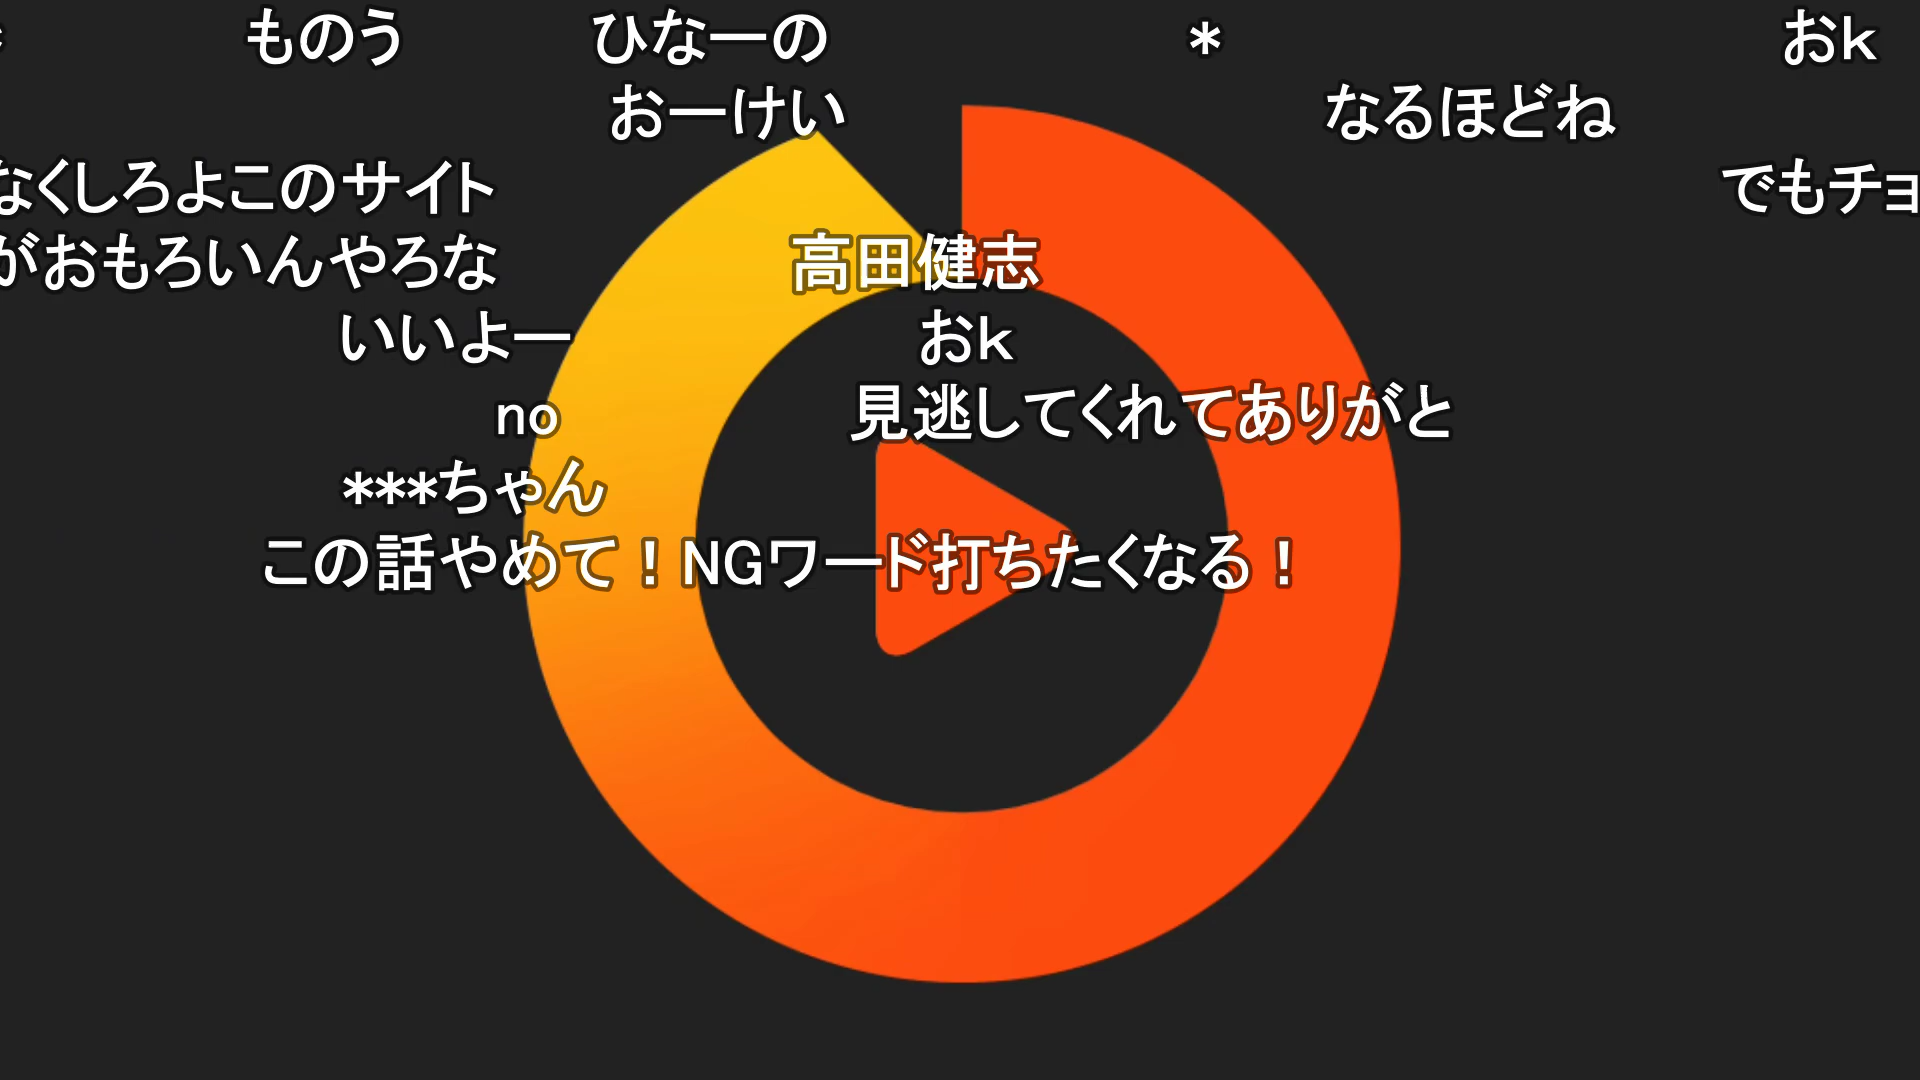 ものう ひなーの * おk
おーけい なるほどね
なくしろよこのサイト でもチョ
がおもろいんやろな 高田健志
いいよー おk
no 見逃してくれてありがと
***ちゃん
この話やめて！NGワード打ちたくなる！